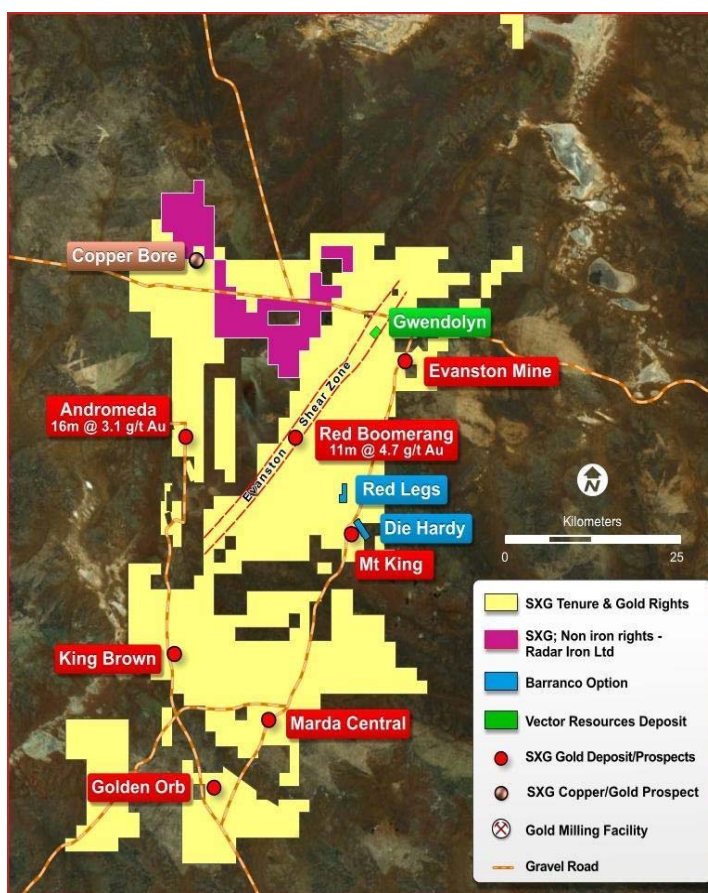 Copper Bore
Gwendolyn
Evanston Mine
Andromeda
16m @ 3.1 g/t Au
Evanston Shear Zone
Red Boomerang
11m @ 4.7 g/t Au
Red Legs
Die Hardy
Mt King
King Brown
Marda Central
Golden Orb
N
Kilometers
0 25
SXG Tenure & Gold Rights
SXG; Non iron rights -
Radar Iron Ltd
Barranco Option
Vector Resources Deposit
SXG Gold Deposit/Prospects
SXG Copper/Gold Prospect
Gold Milling Facility
Gravel Road